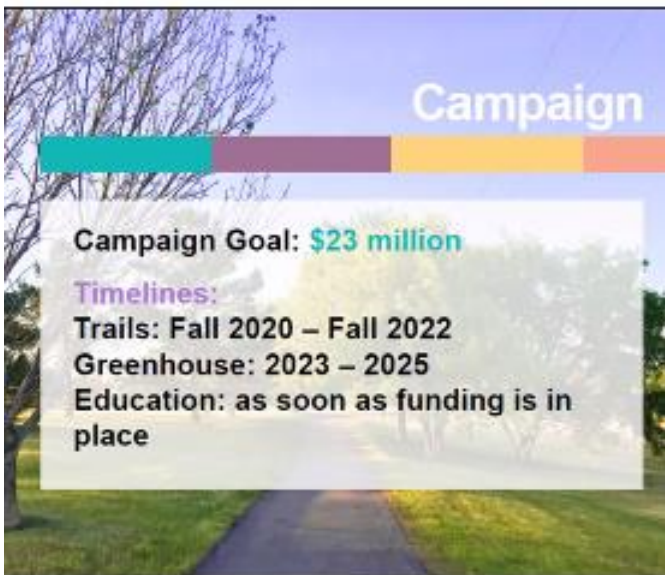 Campaign
Campaign Goal: $23 million
Timelines:
Trails: Fall 2020 – Fall 2022
Greenhouse: 2023 – 2025
Education: as soon as funding is in
place